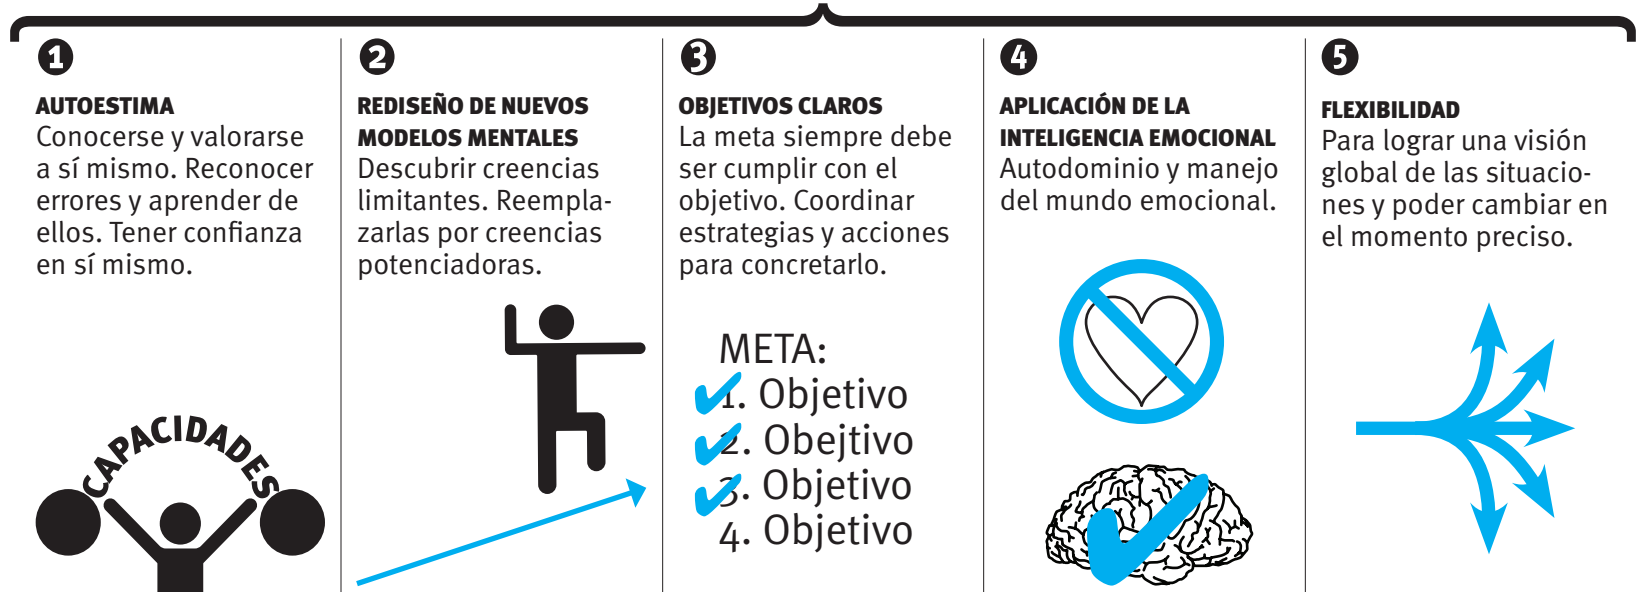 1
AUTOESTIMA
Conocerse y valorarse
a sí mismo. Reconocer
errores y aprender de
ellos. Tener confianza
en sí mismo.
CAPACIDADES
2
REDISEÑO DE NUEVOS
MODELOS MENTALES
Descubrir creencias
limitantes. Reempla-
zarlas por creencias
potenciadoras.
3
OBJETIVOS CLAROS
La meta siempre debe
ser cumplir con el
objetivo. Coordinar
estrategias y acciones
para concretarlo.
META:
1. Objetivo
2. Obejtivo
3. Objetivo
4. Objetivo
4
APLICACIÓN DE LA
INTELIGENCIA EMOCIONAL
Autodominio y manejo
del mundo emocional.
5
FLEXIBILIDAD
Para lograr una visión
global de las situacio-
nes y poder cambiar en
el momento preciso.